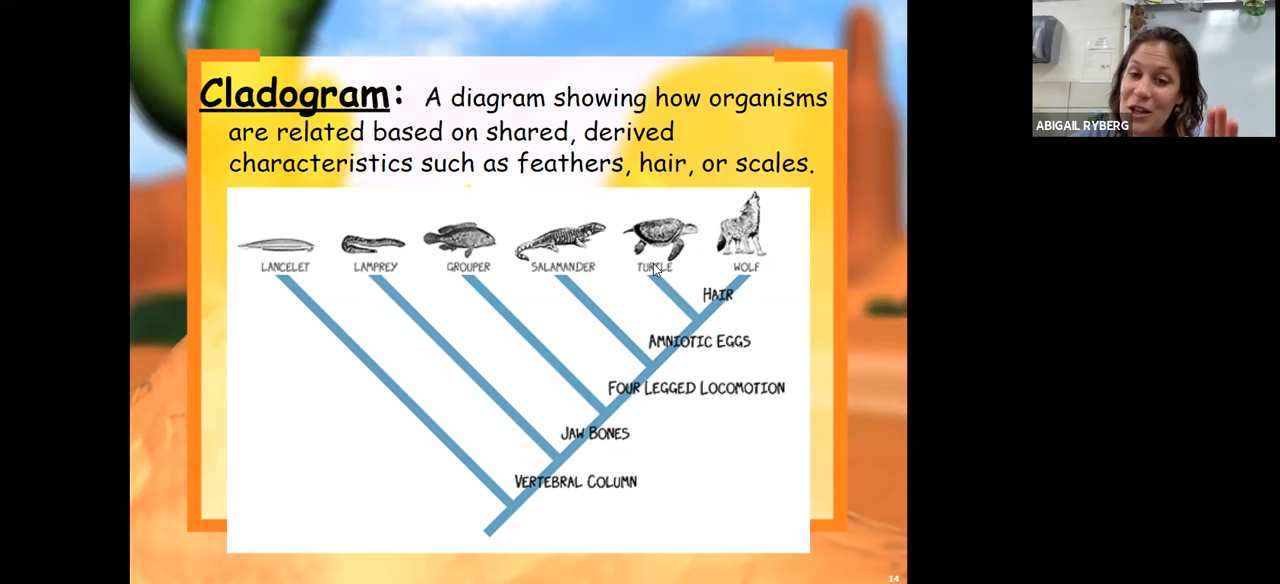 Cladogram: A diagram showing how organisms
are related based on shared, derived
characteristics such as feathers, hair, or scales.
LANCELET LAMPREY GROUPER SALAMANDER TURTLE WOLF
HAIR
AMNIOTIC EGGS
FOUR LEGGED LOCOMOTION
JAW BONES
VERTEBRAL COLUMN
14
ABIGAIL RYBERG